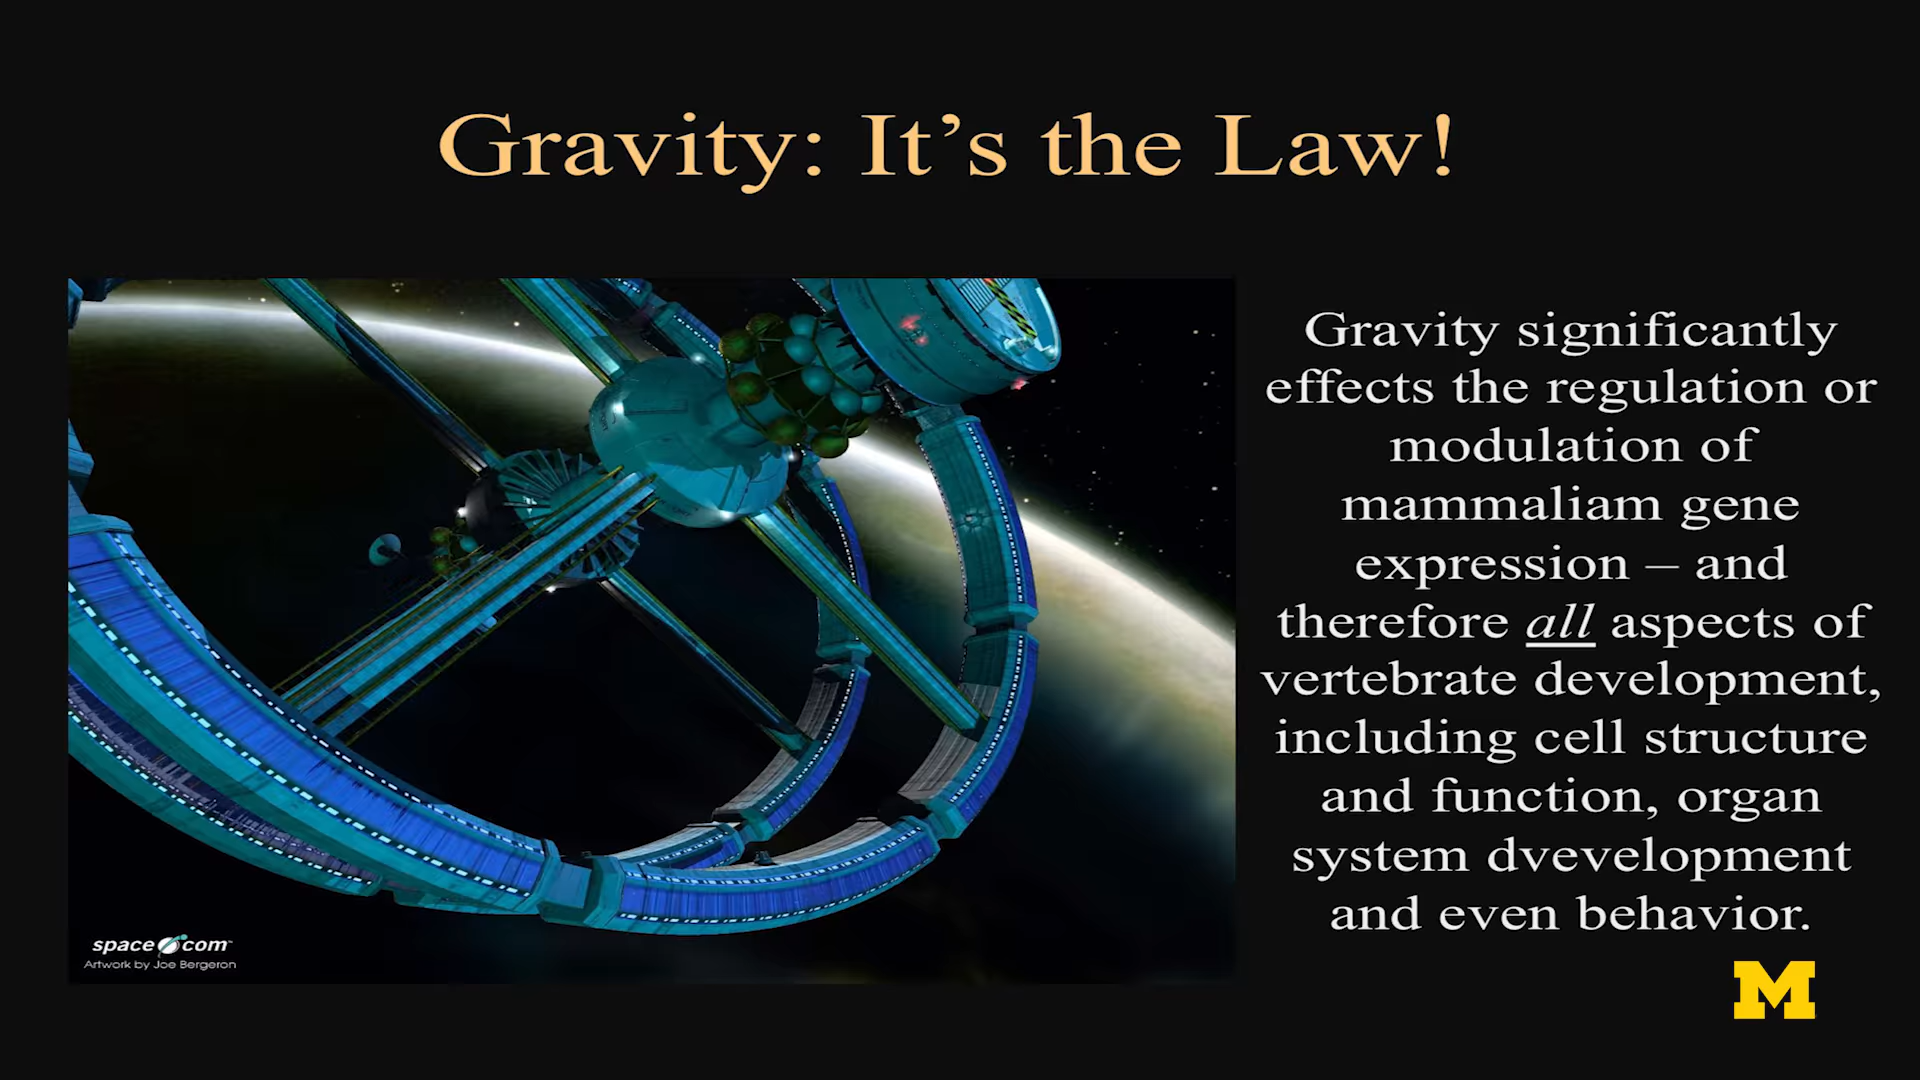 Gravity: It’s the Law!
Gravity significantly
effects the regulation or
modulation of
mammaliam gene
expression – and
therefore all aspects of
vertebrate development,
including cell structure
and function, organ
system dvevelopment
and even behavior.
space.com™
Artwork by Joe Bergeron
M